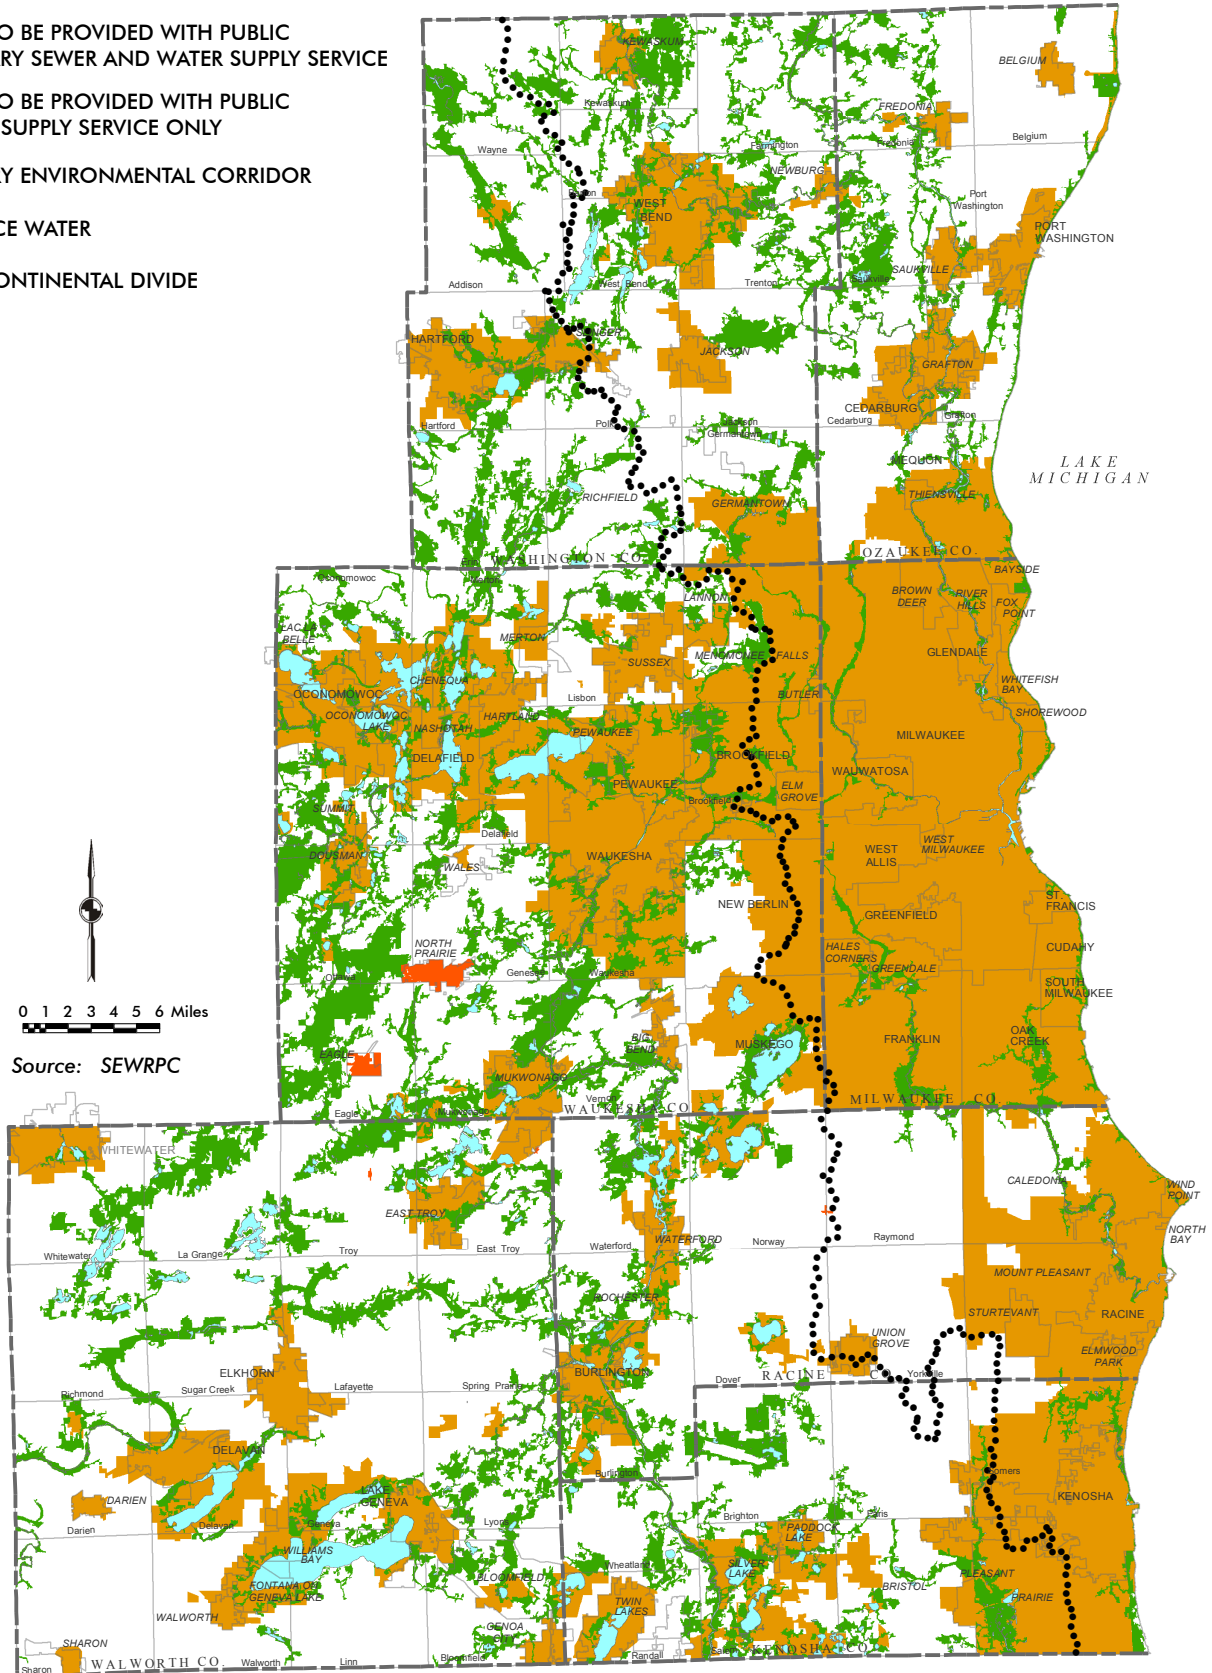 O BE PROVIDED WITH PUBLIC
RY SEWER AND WATER SUPPLY SERVICE
O BE PROVIDED WITH PUBLIC
SUPPLY SERVICE ONLY
Y ENVIRONMENTAL CORRIDOR
CE WATER
ONTINENTAL DIVIDE
KEWASKUM
BELGIUM
Kewaskum
FREDONIA
Wayne
Farmington
Fredonia
Belgium
NEWBURG
Barton
WEST
BEND
Port
Washington
PORT
WASHINGTON
SAUKVILLE
Saukville
Addison
West Bend
Trenton
HARTFORD
SLINGER
JACKSON
GRAFTON
CEDARBURG
Hartford
Polk
Jackson
Germantown
Cedarburg
Grafton
MEQUON
LAKE
MICHIGAN
RICHFIELD
GERMANTOWN
THIENSVILLE
WASHINGTON CO.
OZAUKEE CO.
Erin
Merton
Oconomowoc
BAYSIDE
LANNON
BROWN
DEER
RIVER
HILLS
FOX
POINT
LAC LA
BELLE
MERTON
SUSSEX
MENOMONEE FALLS
GLENDALE
CHENEQUA
OCONOMOWOC
Lisbon
BUTLER
WHITEFISH
BAY
OCONOMOWOC
LAKE
NASHOTAH
HARTLAND
PEWAUKEE
SHOREWOOD
MILWAUKEE
DELAFIELD
BROOKFIELD
WAUWATOSA
PEWAUKEE
ELM
GROVE
Brookfield
SUMMIT
Delafield
DOUSMAN
WALES
WAUKESHA
WEST
ALLIS
WEST
MILWAUKEE
NEW BERLIN
ST.
FRANCIS
GREENFIELD
NORTH
PRAIRIE
HALES
CORNERS
CUDAHY
Ottawa
Genesee
Waukesha
GREENDALE
SOUTH
MILWAUKEE
0 1 2 3 4 5 6 Miles
Source: SEWRPC
EAGLE
BIG
BEND
MUSKEGO
FRANKLIN
OAK
CREEK
MUKWONAGO
Vernon
Eagle
Mukwonago
WAUKESHA CO.
MILWAUKEE CO.
WHITEWATER
CALEDONIA
WIND
POINT
EAST TROY
NORTH
BAY
Whitewater
La Grange
Troy
East Troy
Waterford
WATERFORD
Norway
Raymond
MOUNT PLEASANT
ROCHESTER
STURTEVANT
RACINE
UNION
GROVE
ELMWOOD
PARK
ELKHORN
BURLINGTON
Dover
RACINE CO.
Yorkville
Richmond
Sugar Creek
Lafayette
Spring Prairie
DELAVAN
Burlington
Somers
LAKE
GENEVA
KENOSHA
DARIEN
Darien
Delavan
Geneva
Lyons
Brighton
Paris
PADDOCK
LAKE
WILLIAMS
BAY
Wheatland
SILVER
LAKE
FONTANA ON
GENEVA LAKE
BLOOMFIELD
BRISTOL
PLEASANT
PRAIRIE
TWIN
LAKES
WALWORTH
GENOA
CITY
SHARON
Sharon
WALWORTH CO.
Walworth
Linn
Bloomfield
Randall
Salem
KENOSHA CO.